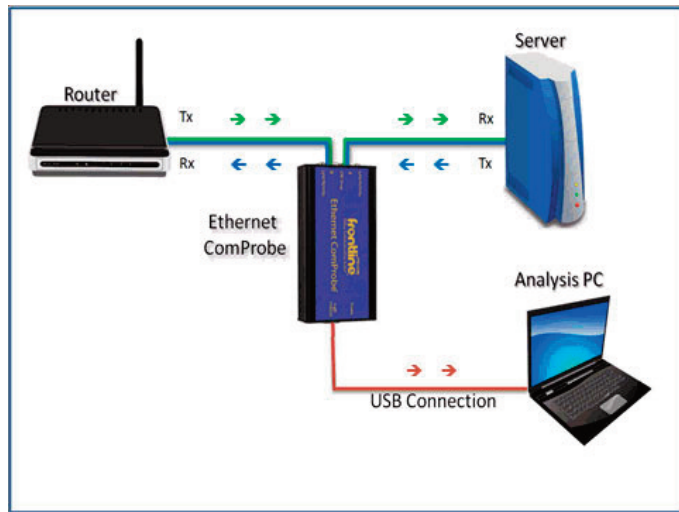 Server
Router
Tx
Rx
Rx
Tx
Ethernet
ComProbe
frontline
Ethernet ComProbe
Analysis PC
USB Connection